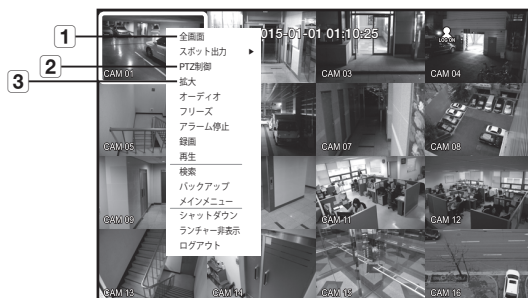 1
2
3
015-01-01 01:10:25
LOG ON
CAM 01
CAM 03
CAM 04
CAM 05
CAM 07
CAM 08
CAM 09
CAM 11
CAM 12
CAM 13
CAM 14
CAM 15
CAM 16
全画面
スポット出力 ▶
PTZ制御
拡大
オーディオ
フリーズ
アラーム停止
録画
再生
検索
バックアップ
メインメニュー
シャットダウン
ランチャー非表示
ログアウト